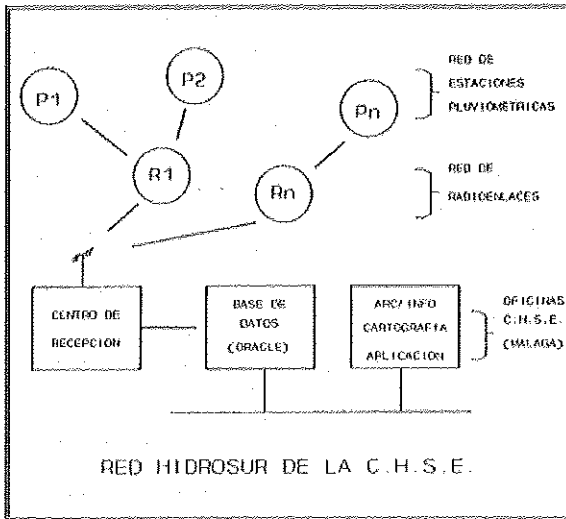 RED DE
ESTACIONES
PLUVIOMETRICAS
P1
P2
Pn
R1
Rn
RED DE
RADIOENLACES
CENTRO DE
RECEPCION
BASE DE
DATOS
(ORACLE)
ARC/INFO
CARTOGRAFIA
APLICACION
OFICINAS
C.H.S.E.
(MALAGA)
RED HIDROSUR DE LA C.H.S.E.